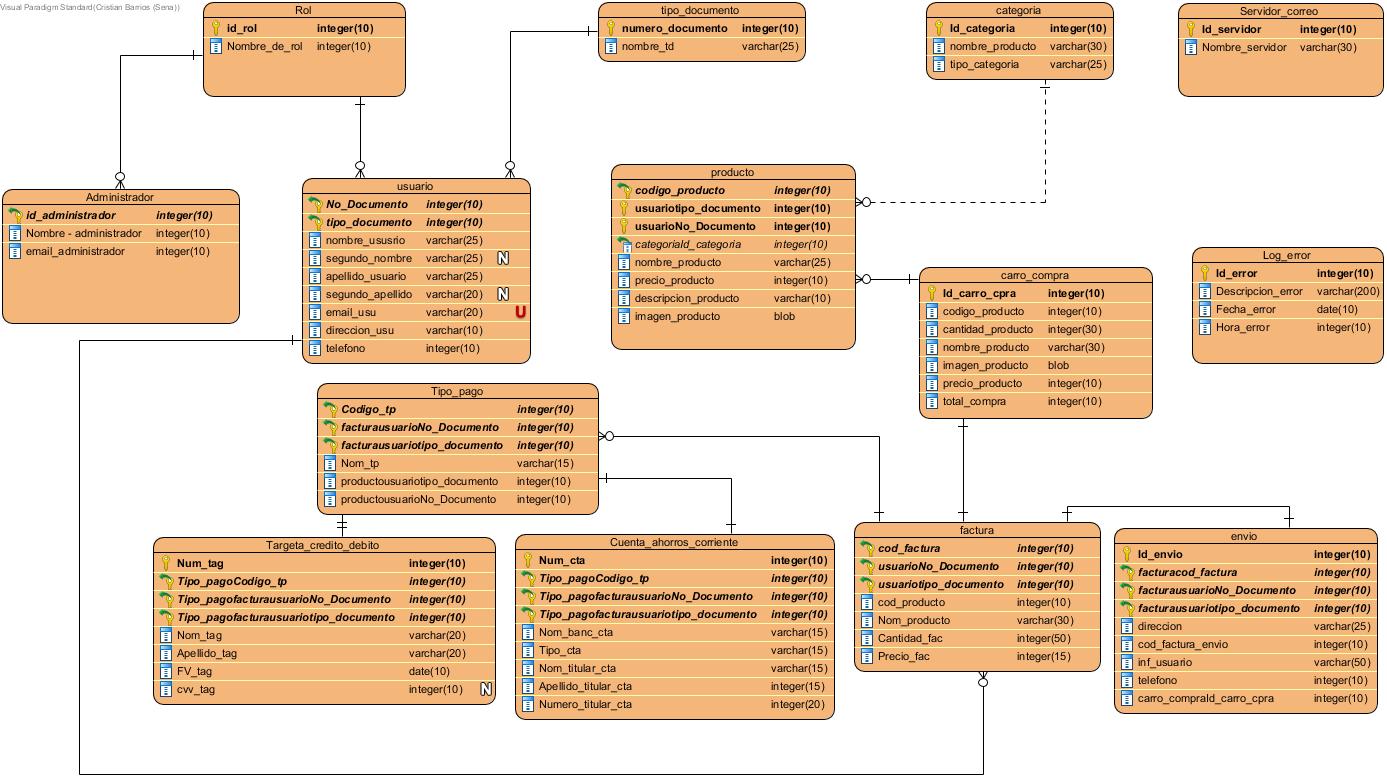 Visual Paradigm Standard(Cristian Barrios (Sena))
Rol
id_rol integer(10)
Nombre_de_rol integer(10)
tipo_documento
numero_documento integer(10)
nombre_td varchar(25)
categoria
Id_categoria integer(10)
nombre_producto varchar(30)
tipo_categoria varchar(25)
Servidor_correo
Id_servidor integer(10)
Nombre_servidor varchar(30)
Administrador
id_administrador integer(10)
Nombre - administrador integer(10)
email_administrador integer(10)
usuario
No_Documento integer(10)
tipo_documento integer(10)
nombre_ususrio varchar(25)
segundo_nombre varchar(25) N
apellido_usuario varchar(25)
segundo_apellido varchar(20) N
email_usu varchar(20) U
direccion_usu varchar(10)
telefono integer(10)
producto
codigo_producto integer(10)
usuariotipo_documento integer(10)
usuarioNo_Documento integer(10)
categoriaId_categoria integer(10)
nombre_producto varchar(25)
precio_producto integer(10)
descripcion_producto varchar(10)
imagen_producto blob
carro_compra
Id_carro_cpra integer(10)
codigo_producto integer(10)
cantidad_producto integer(30)
nombre_producto varchar(30)
imagen_producto blob
precio_producto integer(10)
total_compra integer(10)
Log_error
Id_error integer(10)
Descripcion_error varchar(200)
Fecha_error date(10)
Hora_error integer(10)
Tipo_pago
Codigo_tp integer(10)
facturausuarioNo_Documento integer(10)
facturausuariotipo_documento integer(10)
Nom_tp varchar(15)
productousuariotipo_documento integer(10)
productousuarioNo_Documento integer(10)
Targeta_credito_debito
Num_tag integer(10)
Tipo_pagoCodigo_tp integer(10)
Tipo_pagofacturausuarioNo_Documento integer(10)
Tipo_pagofacturausuariotipo_documento integer(10)
Nom_tag varchar(20)
Apellido_tag varchar(20)
FV_tag date(10)
cvv_tag integer(10) N
Cuenta_ahorros_corriente
Num_cta integer(10)
Tipo_pagoCodigo_tp integer(10)
Tipo_pagofacturausuarioNo_Documento integer(10)
Tipo_pagofacturausuariotipo_documento integer(10)
Nom_banc_cta varchar(15)
Tipo_cta varchar(15)
Nom_titular_cta varchar(15)
Apellido_titular_cta integer(15)
Numero_titular_cta integer(20)
factura
cod_factura integer(10)
usuarioNo_Documento integer(10)
usuariotipo_documento integer(10)
cod_producto integer(10)
Nom_producto varchar(30)
Cantidad_fac integer(50)
Precio_fac integer(15)
envio
Id_envio integer(10)
facturacod_factura integer(10)
facturausuarioNo_Documento integer(10)
facturausuariotipo_documento integer(10)
direccion varchar(25)
cod_factura_envio integer(10)
inf_usuario varchar(50)
telefono integer(10)
carro_compraId_carro_cpra integer(10)